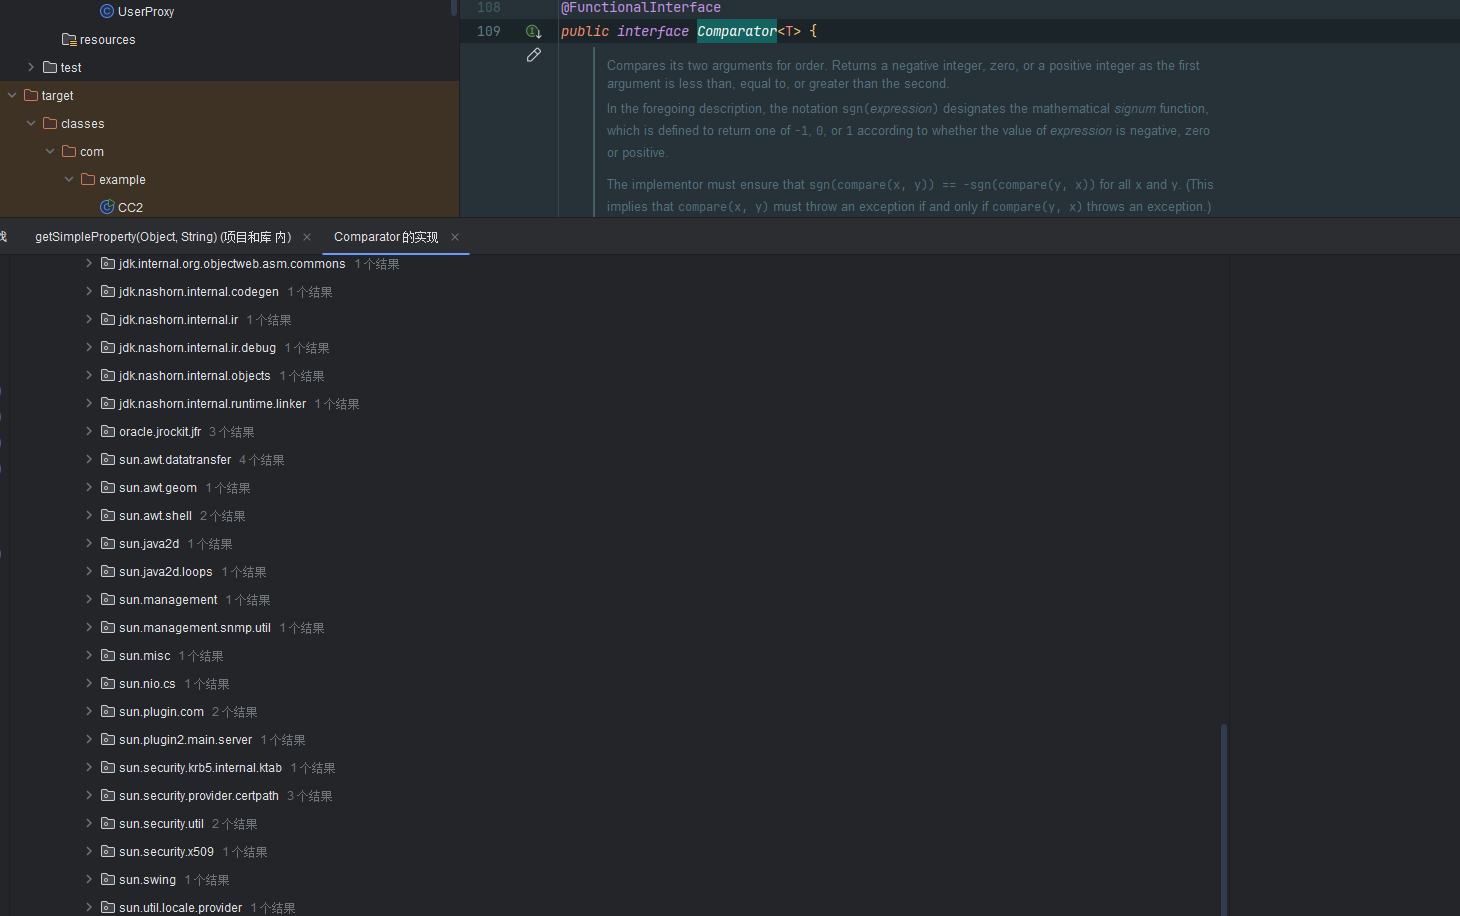 UserProxy
resources
test
target
classes
com
example
CC2
108 @FunctionalInterface
109 public interface Comparator<T> {
Compares its two arguments for order. Returns a negative integer, zero, or a positive integer as the first
argument is less than, equal to, or greater than the second.
In the foregoing description, the notation sgn(expression) designates the mathematical signum function,
which is defined to return one of -1, 0, or 1 according to whether the value of expression is negative, zero
or positive.
The implementor must ensure that sgn(compare(x, y)) == -sgn(compare(y, x)) for all x and y. (This
implies that compare(x, y) must throw an exception if and only if compare(y, x) throws an exception.)
getSimpleProperty(Object, String) (项目和库 内) × Comparator 的实现 ×
jdk.internal.org.objectweb.asm.commons 1个结果
jdk.nashorn.internal.codegen 1个结果
jdk.nashorn.internal.ir 1个结果
jdk.nashorn.internal.ir.debug 1个结果
jdk.nashorn.internal.objects 1个结果
jdk.nashorn.internal.runtime.linker 1个结果
oracle.jrockit.jfr 3个结果
sun.awt.datatransfer 4个结果
sun.awt.geom 1个结果
sun.awt.shell 2个结果
sun.java2d 1个结果
sun.java2d.loops 1个结果
sun.management 1个结果
sun.management.snmp.util 1个结果
sun.misc 1个结果
sun.nio.cs 1个结果
sun.plugin.com 2个结果
sun.plugin2.main.server 1个结果
sun.security.krb5.internal.ktab 1个结果
sun.security.provider.certpath 3个结果
sun.security.util 2个结果
sun.security.x509 1个结果
sun.swing 1个结果
sun.util.locale.provider 1个结果